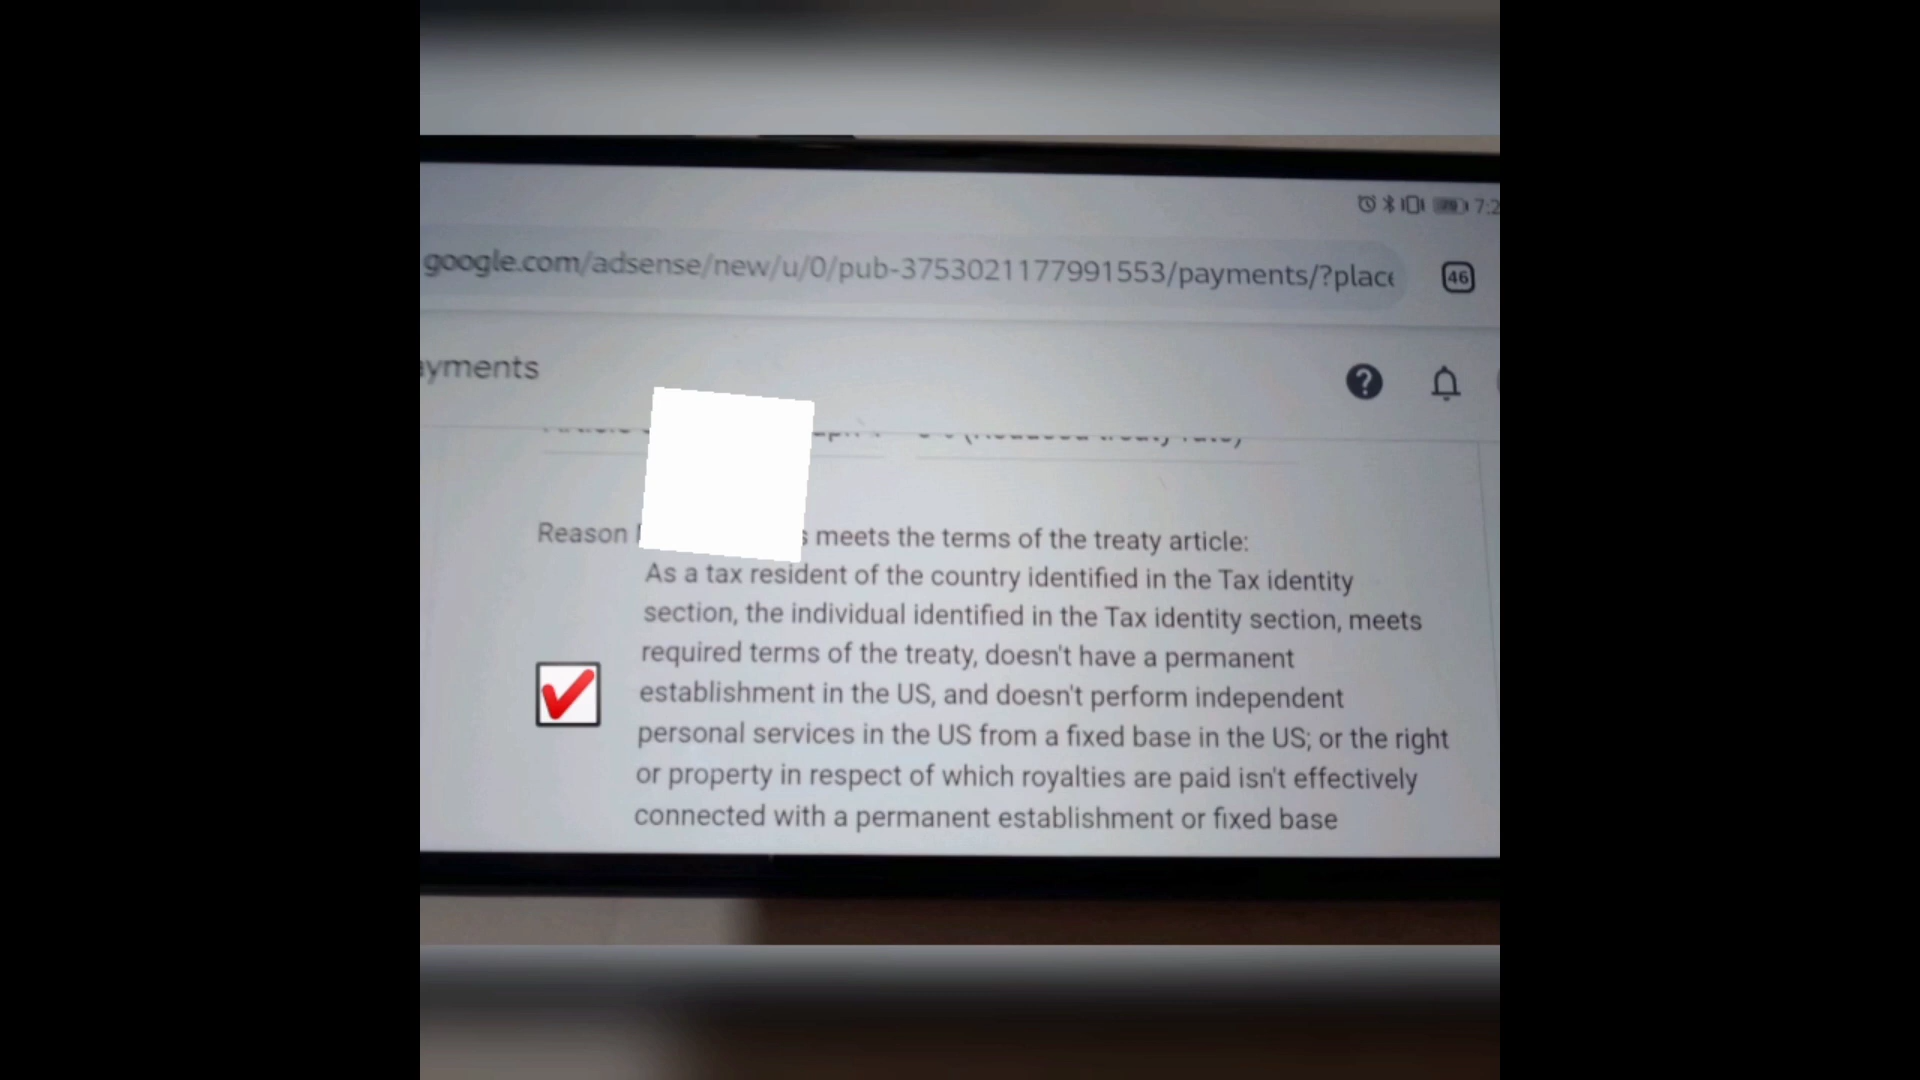 7:2
google.com/adsense/new/u/0/pub-3753021177991553/payments/?place
46
ayments
Reason meets the terms of the treaty article:
As a tax resident of the country identified in the Tax identity
section, the individual identified in the Tax identity section, meets
required terms of the treaty, doesn't have a permanent
establishment in the US, and doesn't perform independent
personal services in the US from a fixed base in the US; or the right
or property in respect of which royalties are paid isn't effectively
connected with a permanent establishment or fixed base